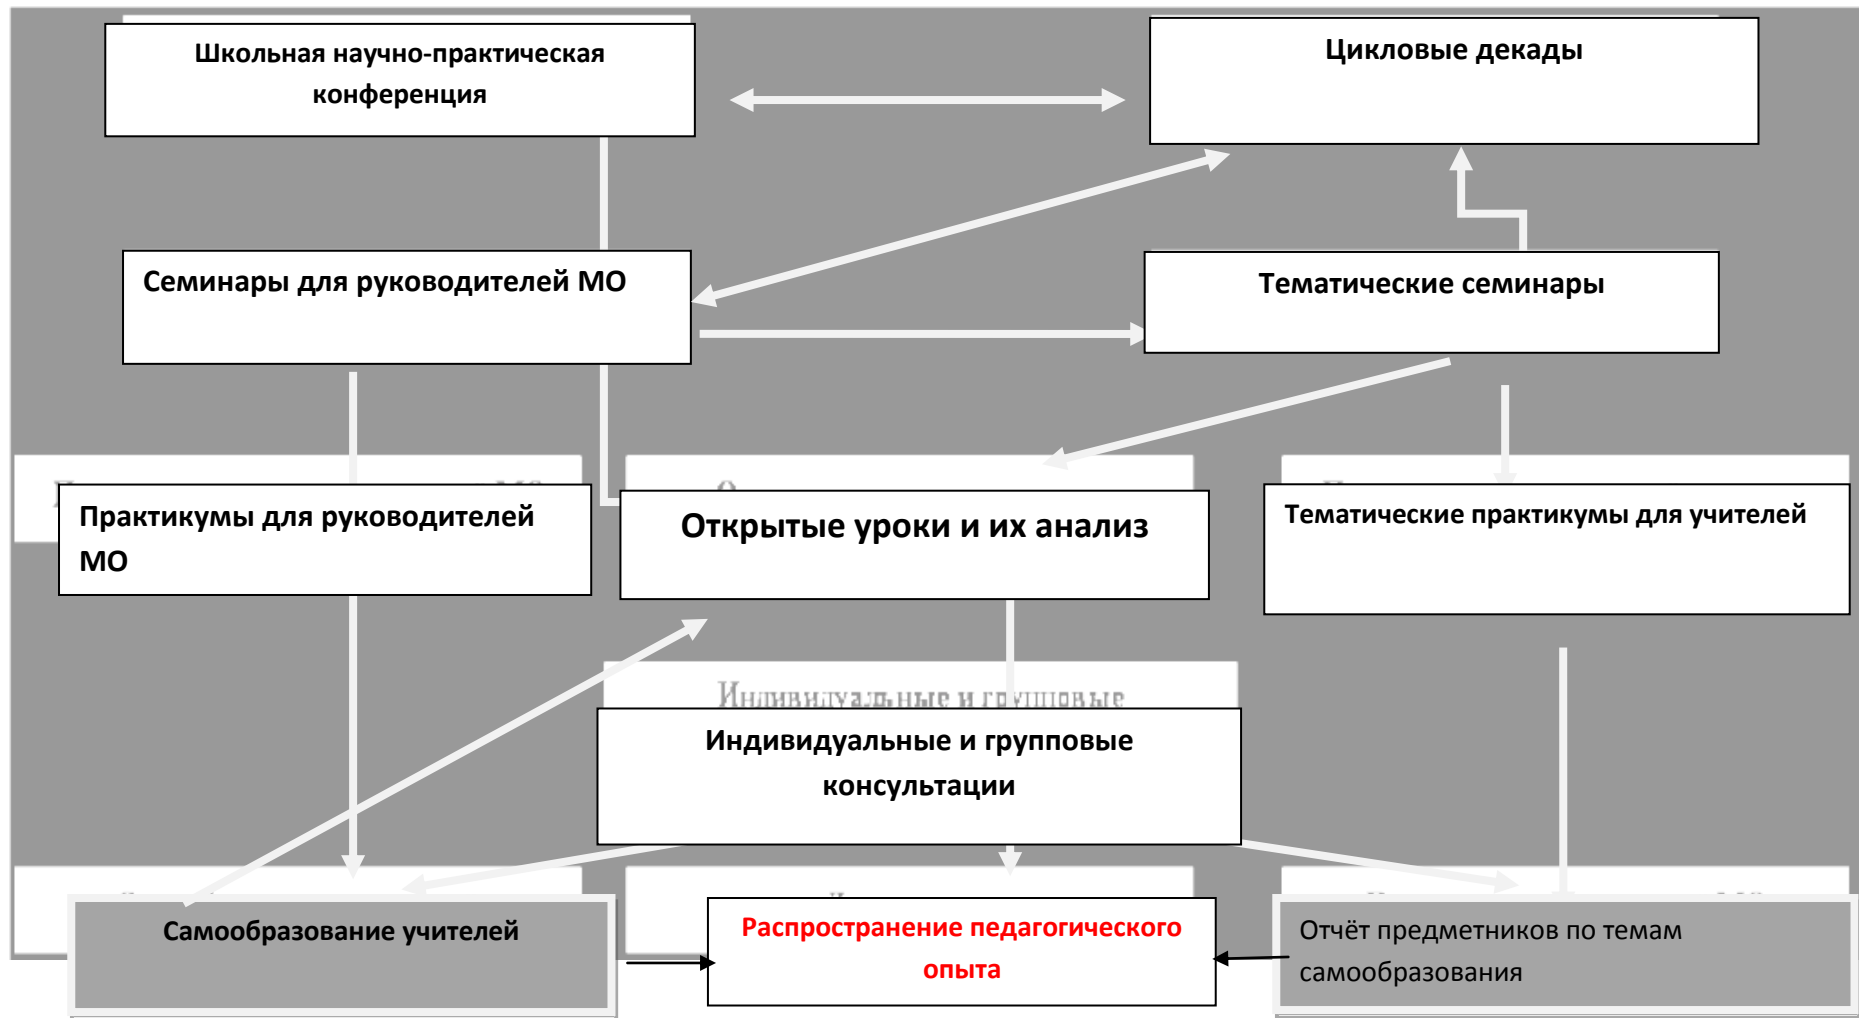 Школьная научно-практическая
конференция
Цикловые декады
Семинары для руководителей МО
Тематические семинары
Практикумы для руководителей
МО
Открытые уроки и их анализ
Тематические практикумы для учителей
Индивидуальные и групповые
Индивидуальные и групповые
консультации
Самообразование учителей
Распространение педагогического
опыта
Отчёт предметников по темам
самообразования